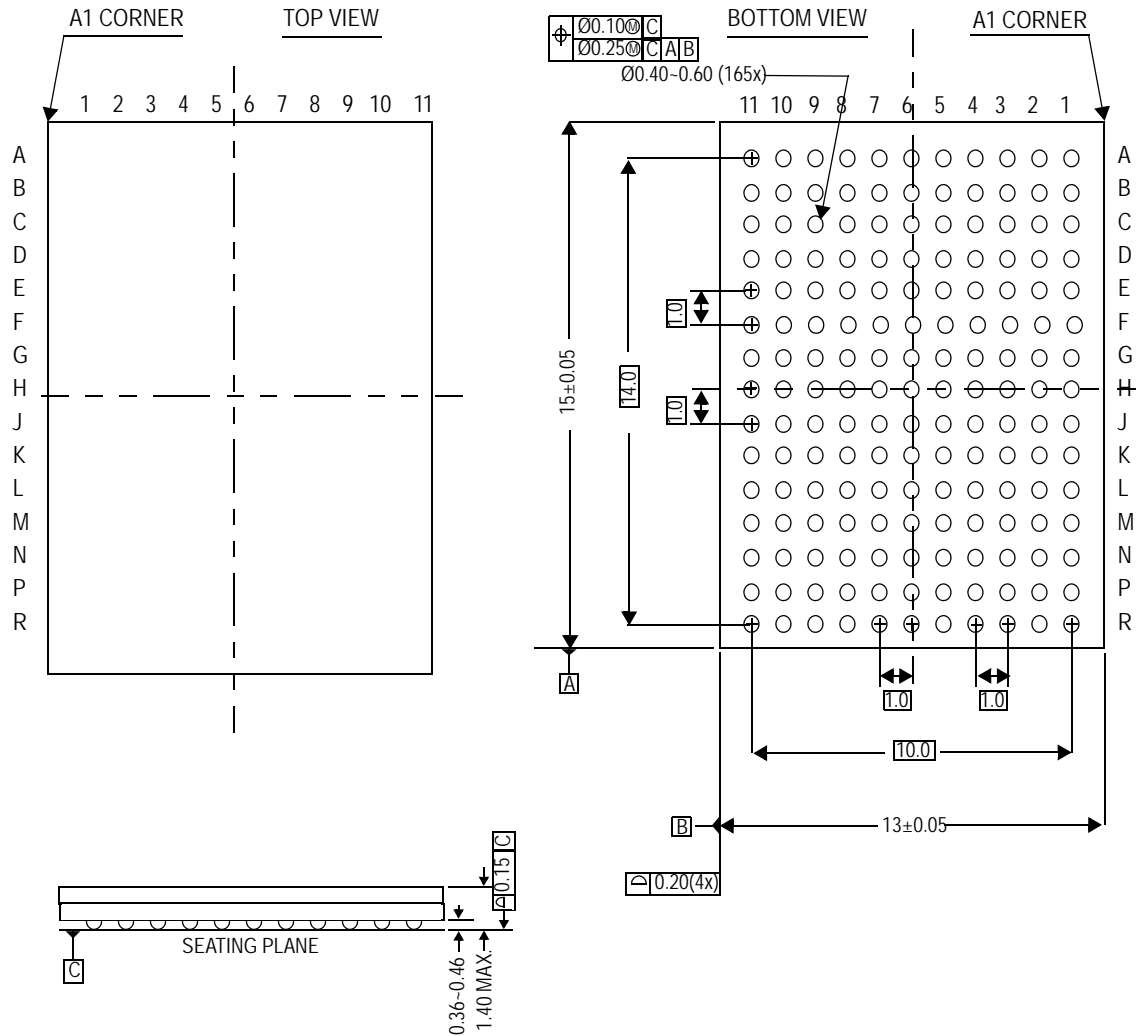 A1 CORNER
TOP VIEW
1 2 3 4 5 6 7 8 9 10 11
A
B
C
D
E
F
G
H
J
K
L
M
N
P
R
Ø0.10Ⓜ C
Ø0.25Ⓜ C A B
Ø0.40~0.60 (165x)
BOTTOM VIEW
A1 CORNER
11 10 9 8 7 6 5 4 3 2 1
A
B
C
D
E
F
G
H
J
K
L
M
N
P
R
1.0
1.0
14.0
15±0.05
A
1.0
1.0
10.0
B
13±0.05
0.20(4x)
0.15 C
SEATING PLANE
C
0.36~0.46
1.40 MAX.